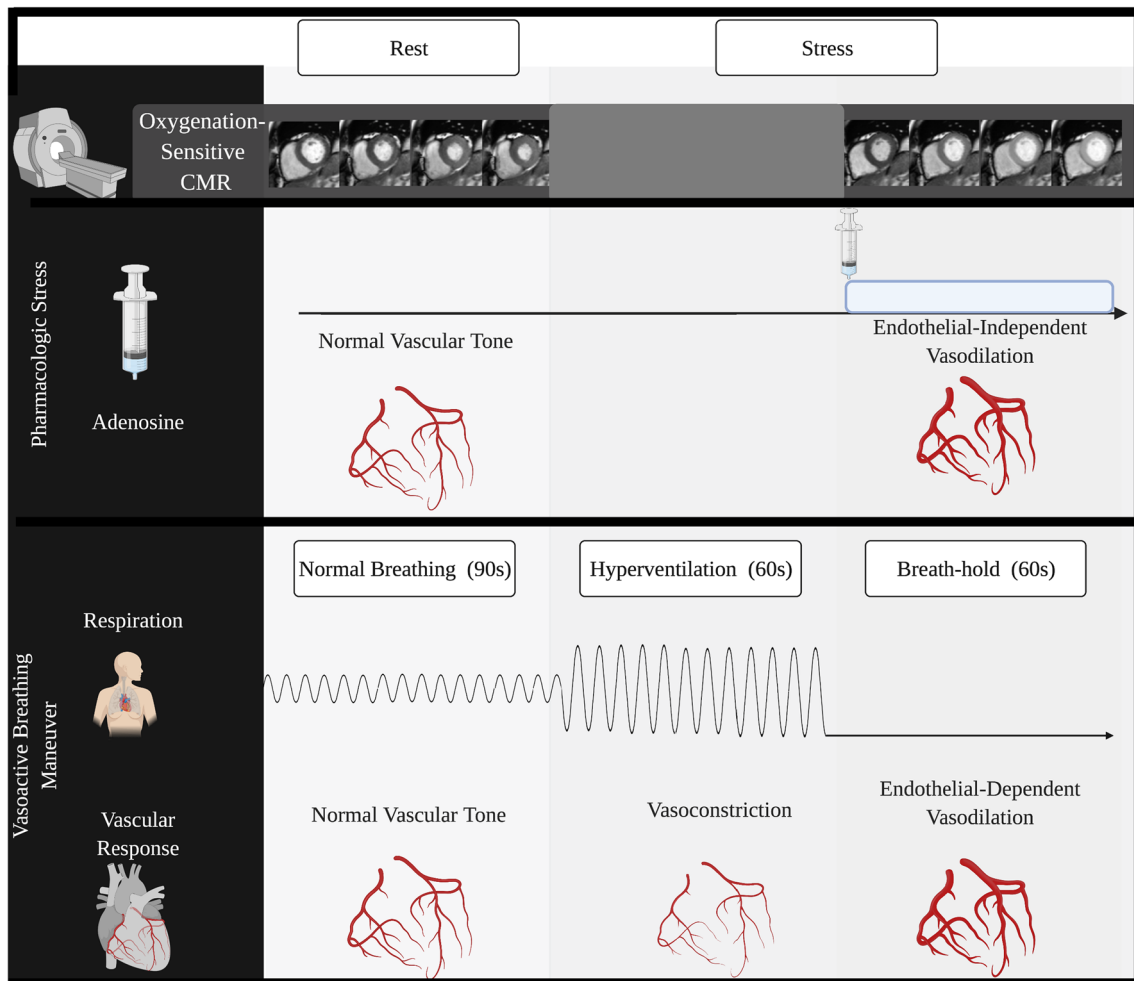 Rest
Stress
Oxygenation-
Sensitive
CMR
Pharmacologic Stress
Adenosine
Normal Vascular Tone
Endothelial-Independent
Vasodilation
Vasoactive Breathing
Maneuver
Normal Breathing (90s)
Hyperventilation (60s)
Breath-hold (60s)
Respiration
Vascular
Response
Normal Vascular Tone
Vasoconstriction
Endothelial-Dependent
Vasodilation